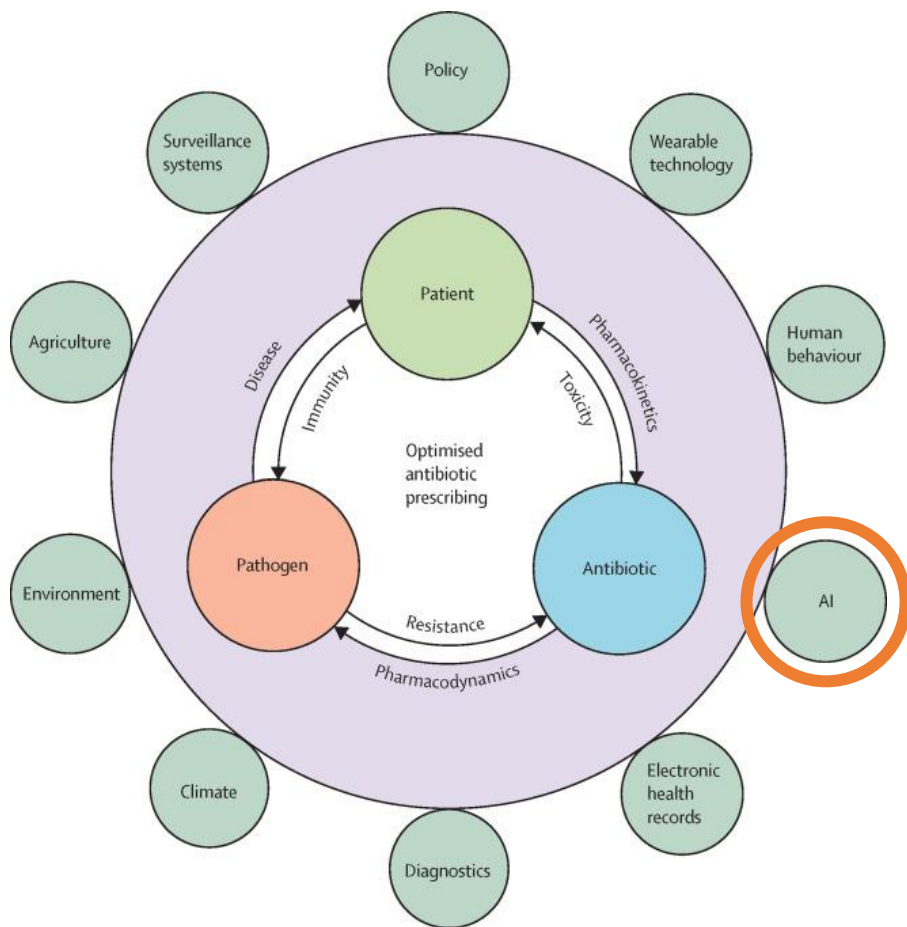 Policy
Surveillance
systems
Wearable
technology
Patient
Agriculture
Human
behaviour
Disease
Immunity
Toxicity
Pharmacokinetics
Optimised
antibiotic
prescribing
Pathogen
Antibiotic
Environment
AI
Resistance
Pharmacodynamics
Climate
Electronic
health
records
Diagnostics